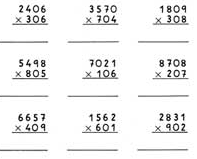 2406 3570 1809
× 306 × 704 × 308
5498 7021 8708
× 805 × 106 × 207
6657 1562 2831
× 409 × 601 × 902